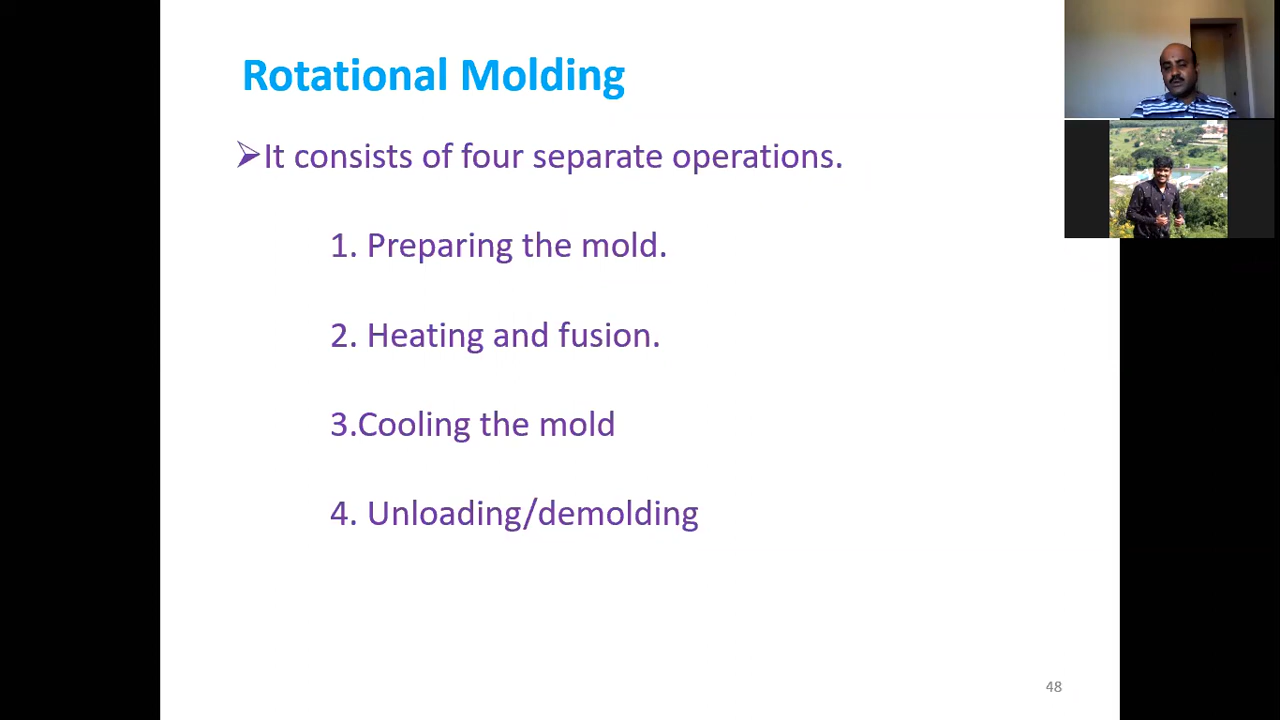 Rotational Molding
➢It consists of four separate operations.
1. Preparing the mold.
2. Heating and fusion.
3.Cooling the mold
4. Unloading/demolding
48